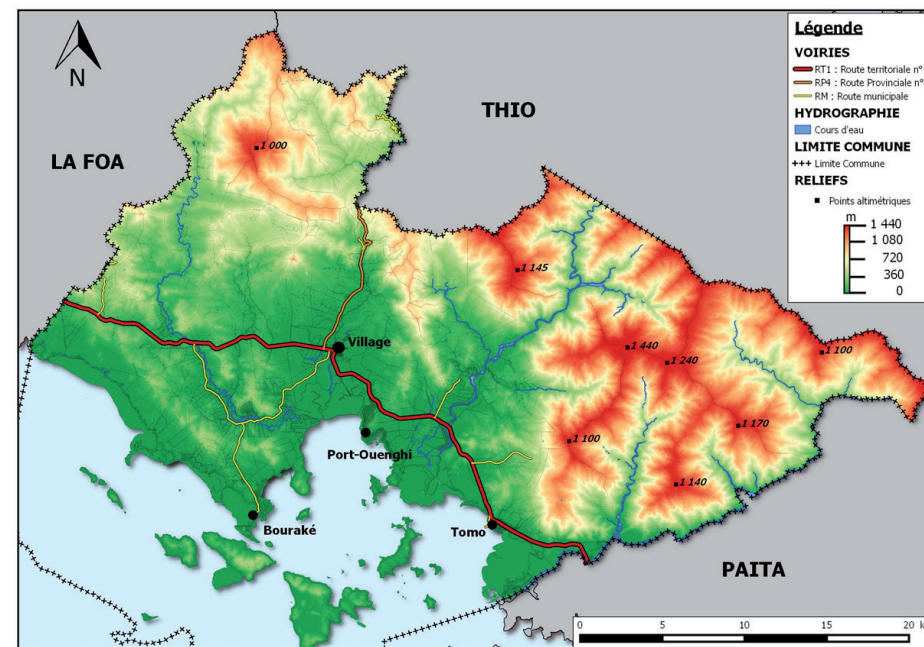 N
THIO
LA FOA
PAITA
Village
Port-Ouenghi
Bouraké
Tomo
1 000
1 145
1 440
1 240
1 100
1 170
1 100
1 140
Légende
VOIRIES
RT1 : Route territoriale n°
RP4 : Route Provinciale n°
RM : Route municipale
HYDROGRAPHIE
Cours d'eau
LIMITE COMMUNE
Limite Commune
RELIEFS
Points altimétriques
m
1 440
1 080
720
360
0
0 5 10 15 20 k